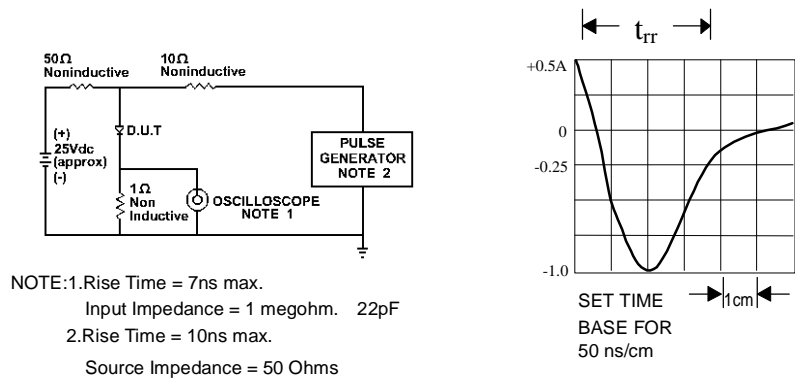 50Ω
Noninductive
10Ω
Noninductive
(+)
25Vdc
(approx)
(-)
D.U.T
PULSE
GENERATOR
NOTE 2
1Ω
Non
Inductive
OSCILLOSCOPE
NOTE 1
NOTE:1.Rise Time = 7ns max.
Input Impedance = 1 megohm. 22pF
2.Rise Time = 10ns max.
Source Impedance = 50 Ohms
trr
+0.5A
0
-0.25
-1.0
SET TIME
BASE FOR
50 ns/cm
1cm